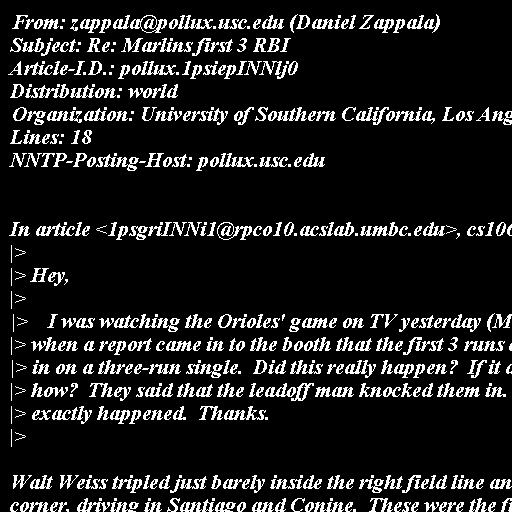 From: zappala@pollux.usc.edu (Daniel Zappala)
Subject: Re: Marlins first 3 RBI
Article-I.D.: pollux.1psiepINNlj0
Distribution: world
Organization: University of Southern California, Los Ang
Lines: 18
NNTP-Posting-Host: pollux.usc.edu
In article <1psgriINNi1@rpco10.acslab.umbc.edu>, cs106
|>
|> Hey,
|>
|>    I was watching the Orioles' game on TV yesterday (M
|> when a report came in to the booth that the first 3 runs
|> in on a three-run single.  Did this really happen?  If it
|> how?  They said that the leadoff man knocked them in.
|> exactly happened.  Thanks.
|>
Walt Weiss tripled just barely inside the right field line an
corner, driving in Santiago and Conine.  These were the fi